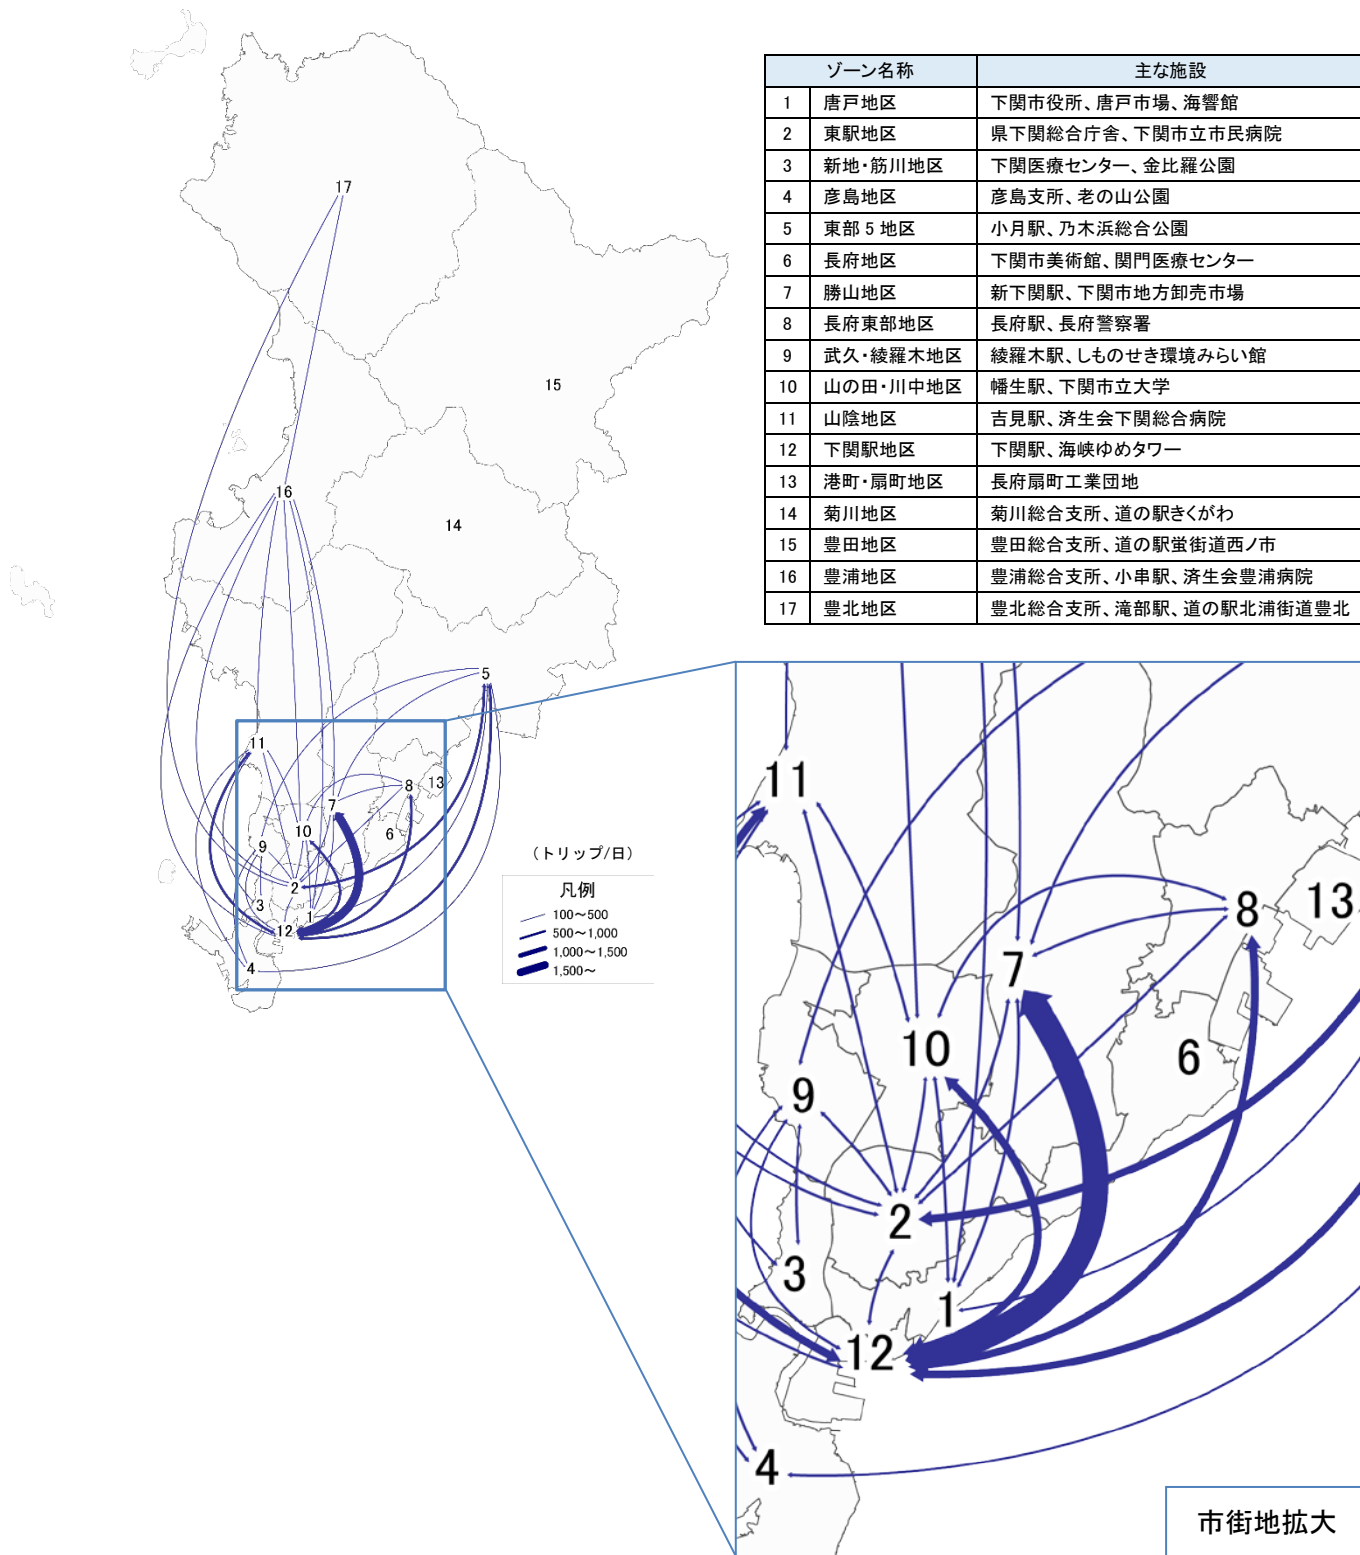 ゾーン名称 主な施設
1 唐戸地区 下関市役所、唐戸市場、海響館
2 東駅地区 県下関総合庁舎、下関市立市民病院
3 新地・筋川地区 下関医療センター、金比羅公園
4 彦島地区 彦島支所、老の山公園
5 東部５地区 小月駅、乃木浜総合公園
6 長府地区 下関市美術館、関門医療センター
7 勝山地区 新下関駅、下関市地方卸売市場
8 長府東部地区 長府駅、長府警察署
9 武久・綾羅木地区 綾羅木駅、しものせき環境みらい館
10 山の田・川中地区 幡生駅、下関市立大学
11 山陰地区 吉見駅、済生会下関総合病院
12 下関駅地区 下関駅、海峡ゆめタワー
13 港町・扇町地区 長府扇町工業団地
14 菊川地区 菊川総合支所、道の駅きくがわ
15 豊田地区 豊田総合支所、道の駅蛍街道西ノ市
16 豊浦地区 豊浦総合支所、小串駅、済生会豊浦病院
17 豊北地区 豊北総合支所、滝部駅、道の駅北浦街道豊北
17
15
16
14
5
11
8
13
7
10
6
9
2
3
1
12
4
（トリップ/日）
凡例
100～500
500～1,000
1,000～1,500
1,500～
11
8
13
7
10
6
9
2
3
1
12
4
市街地拡大